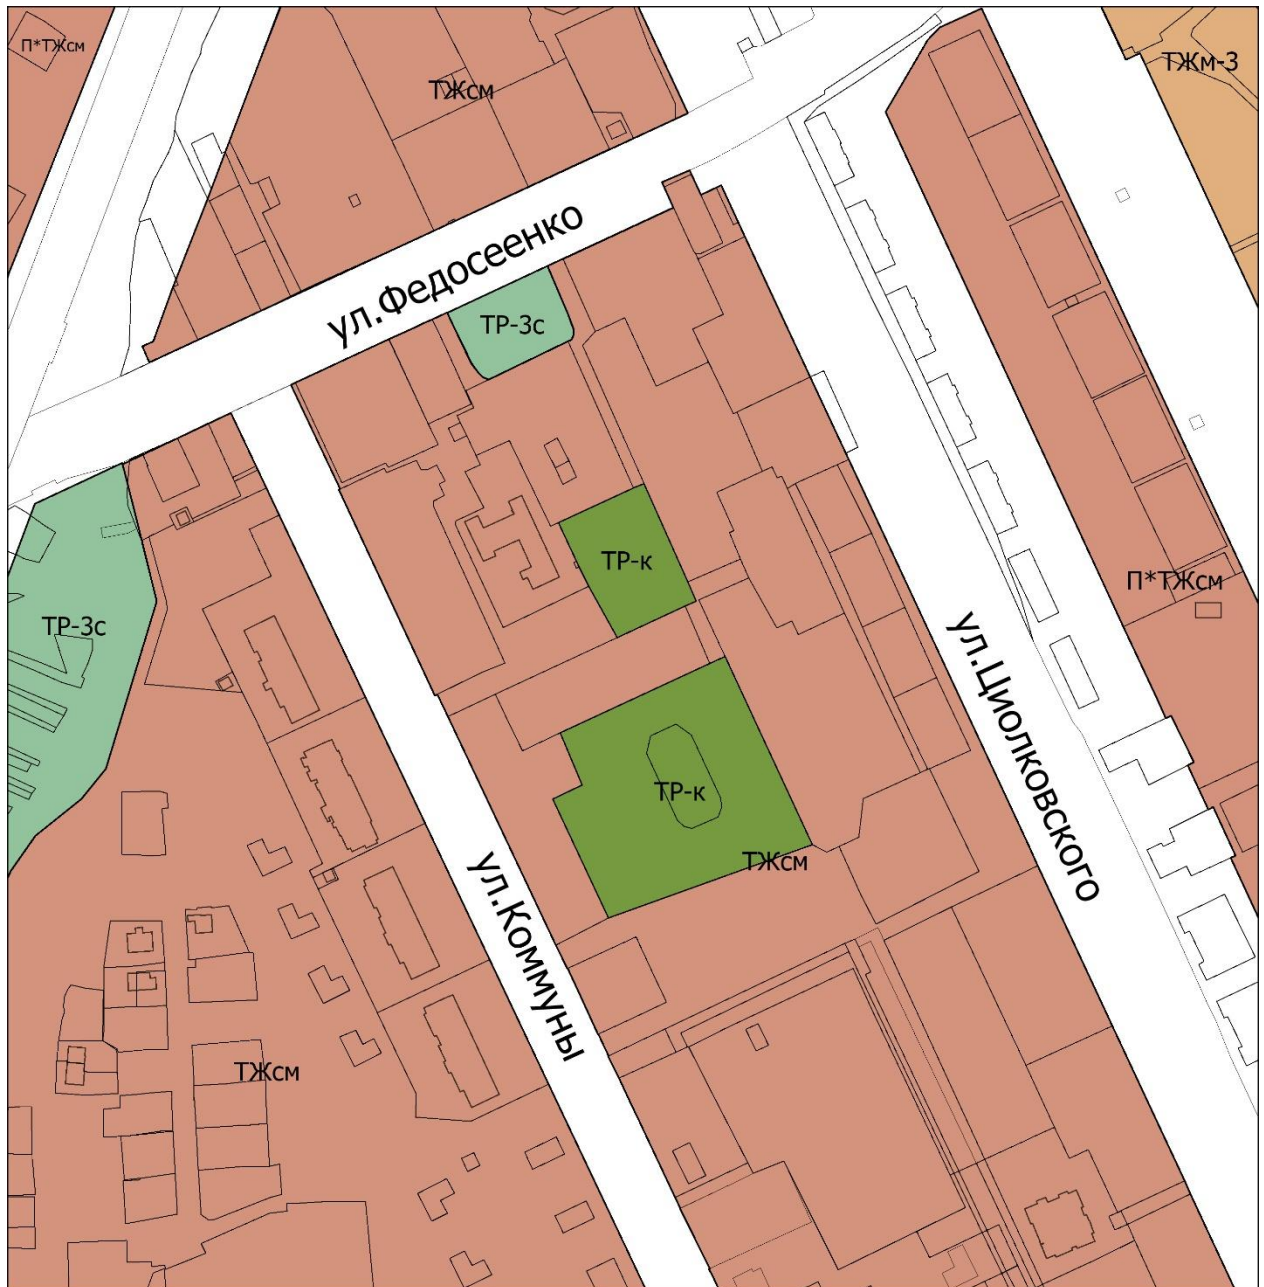 П*ТЖсм
ТЖсм
ТЖм-3
ул.Федосеенко
ТР-3с
ТР-к
П*ТЖсм
ТР-3с
ул.Циолковского
ТР-к
ТЖсм
ул.Коммуны
ТЖсм